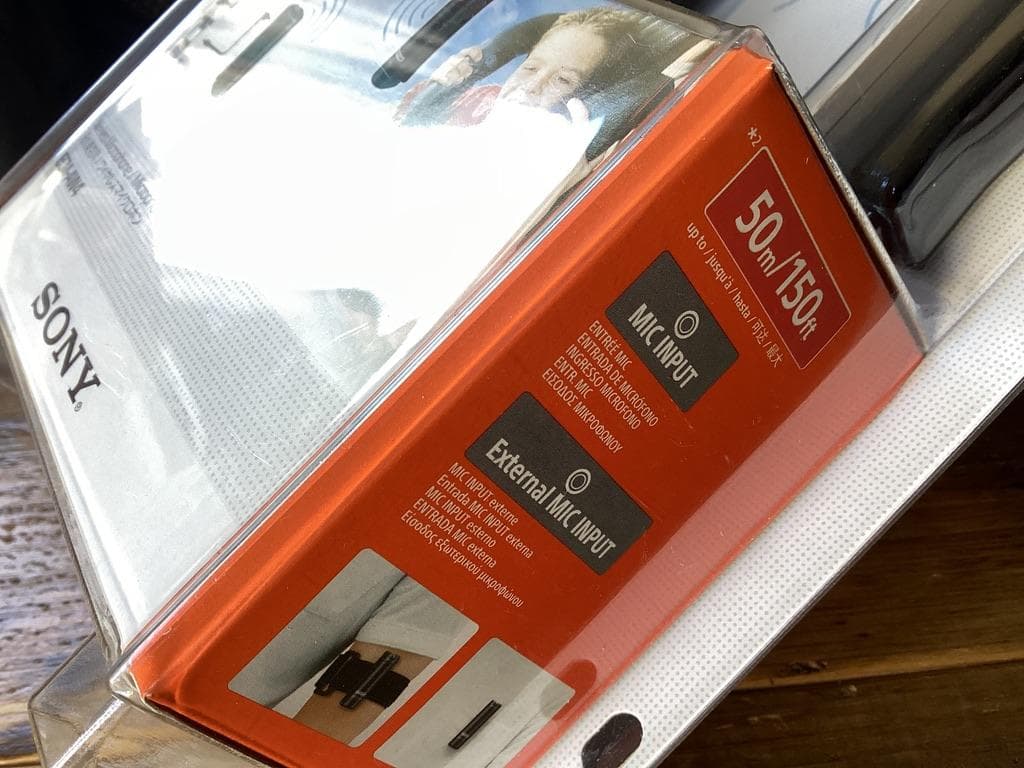 SONY®
*2
50m/150ft
up to / jusqu'à / hasta / 可达 / 最大
MIC INPUT
ENTRÉE MIC
ENTRADA DE MICRÓFONO
INGRESSO MICROFONO
ENTR. MIC
ΕΙΣΟΔΟΣ ΜΙΚΡΟΦΩΝΟΥ
External MIC INPUT
MIC INPUT externe
Entrada MIC INPUT externa
MIC INPUT esterno
ENTRADA MIC externa
Είσοδος εξωτερικού μικροφώνου